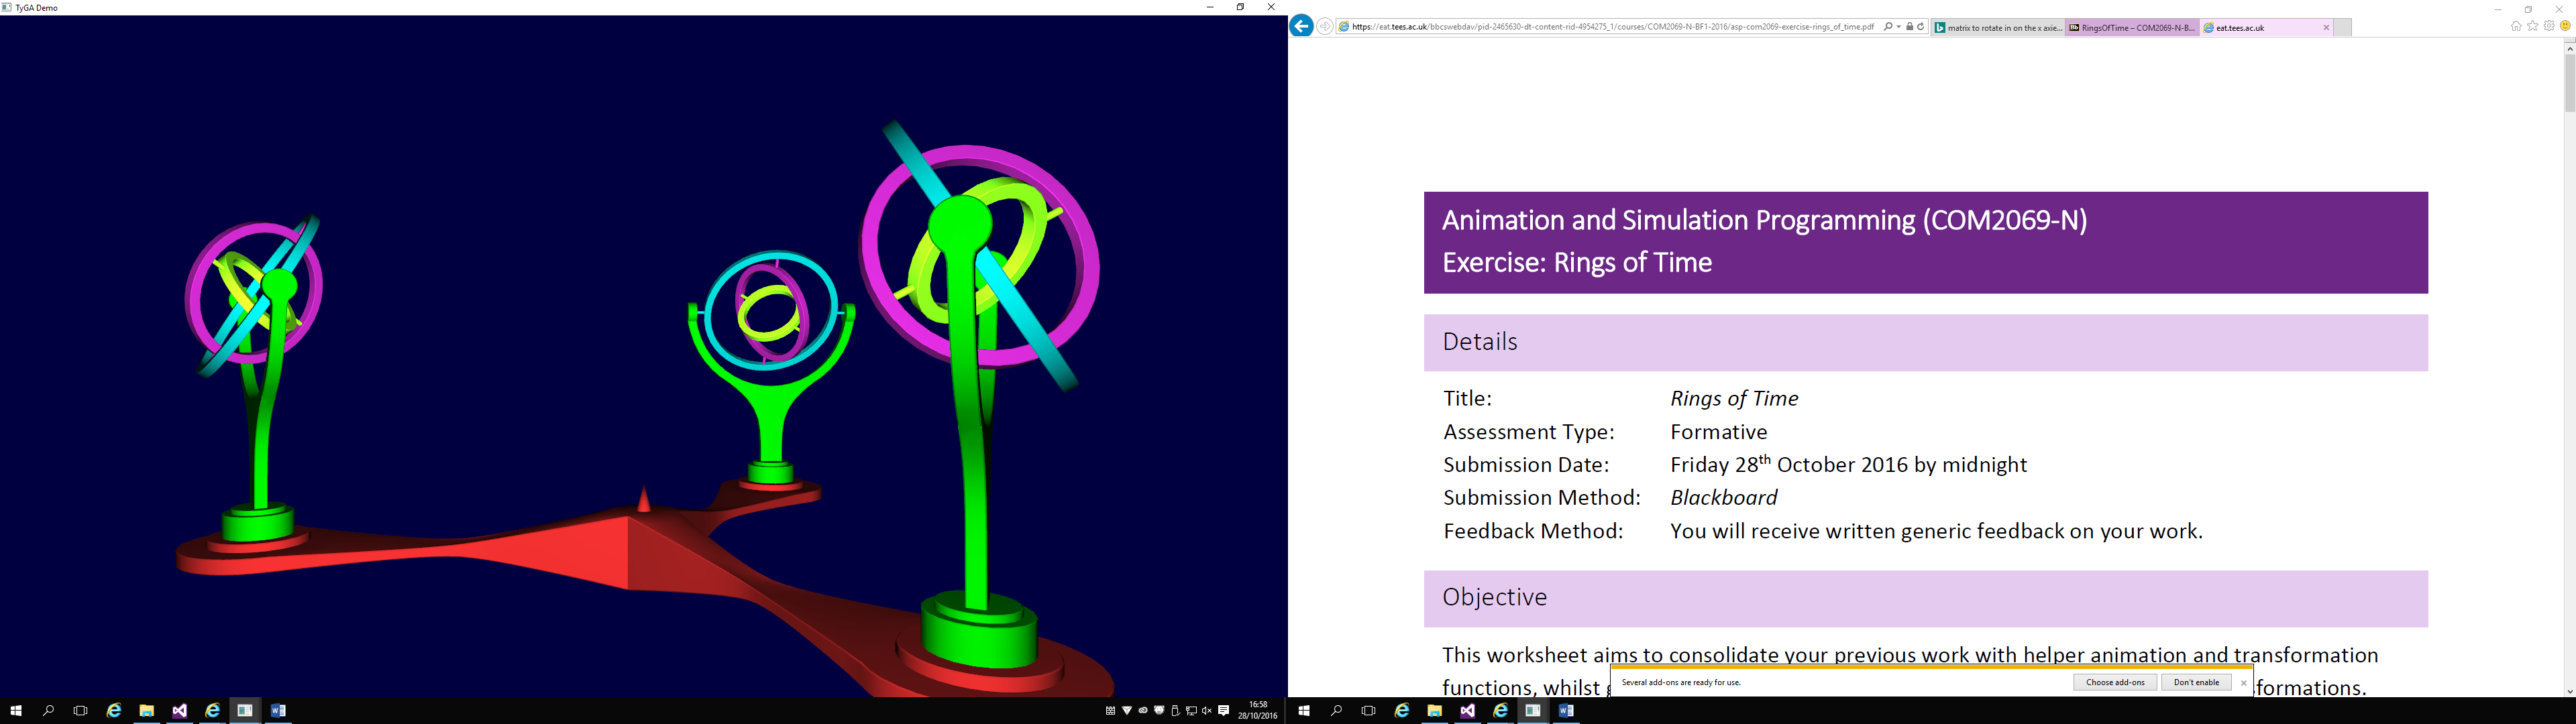 TyGA Demo
16:58
28/10/2016
https://eat.tees.ac.uk/bbcswebdav/pid-2465630-dt-content-rid-4954275_1/courses/COM2069-N-BF1-2016/asp-com2069-exercise-rings_of_time.pdf
matrix to rotate in on the x axie...
RingsOfTime – COM2069-N-B...
eat.tees.ac.uk
Animation and Simulation Programming (COM2069-N)
Exercise: Rings of Time
Details
Title: Rings of Time
Assessment Type: Formative
Submission Date: Friday 28th October 2016 by midnight
Submission Method: Blackboard
Feedback Method: You will receive written generic feedback on your work.
Objective
This worksheet aims to consolidate your previous work with helper animation and transformation
functions, whilst
Several add-ons are ready for use.
Choose add-ons
Don't enable